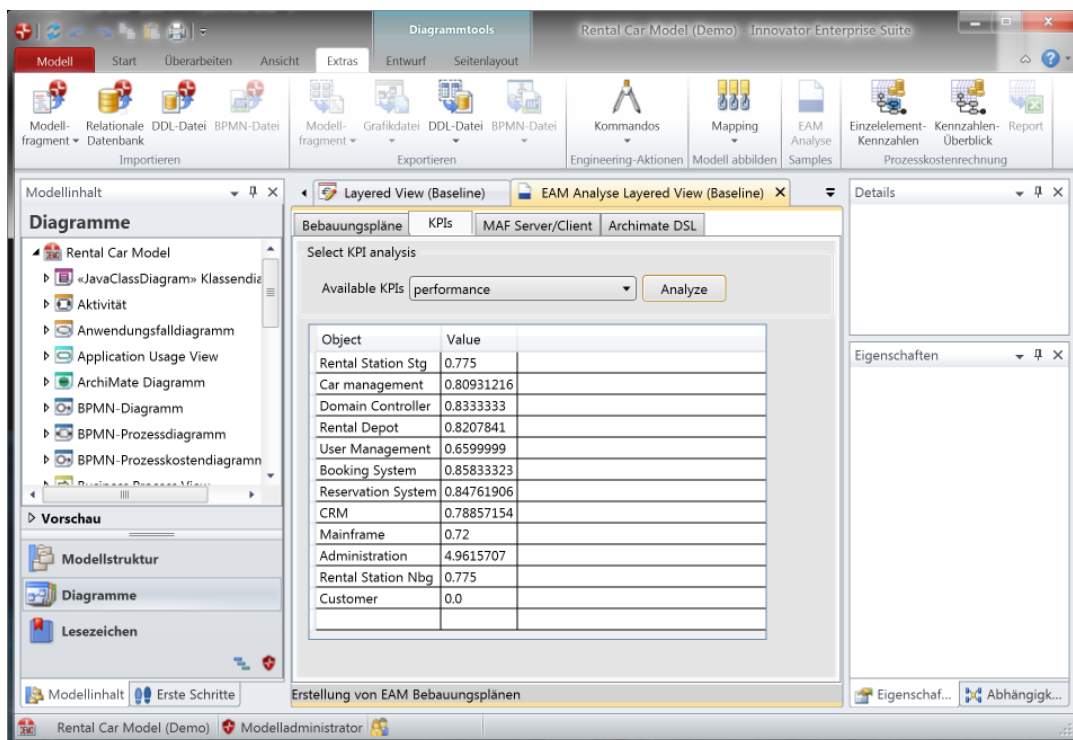 Diagrammtools
Rental Car Model (Demo) - Innovator Enterprise Suite
Modell Start Überarbeiten Ansicht Extras Entwurf Seitenlayout
Modell-
fragment
Relationale
Datenbank
DDL-Datei
BPMN-Datei
Importieren
Modell-
fragment
Grafikdatei
DDL-Datei
BPMN-Datei
Exportieren
Kommandos
Engineering-Aktionen
Mapping
Modell abbilden
EAM
Analyse
Samples
Einzelelement-
Kennzahlen
Kennzahlen-
Überblick
Report
Prozesskostenrechnung
Modellinhalt
Diagramme
Rental Car Model
«JavaClassDiagram» Klassendia
Aktivität
Anwendungsfalldiagramm
Application Usage View
ArchiMate Diagramm
BPMN-Diagramm
BPMN-Prozessdiagramm
BPMN-Prozesskostendiagramm
Business Process View
Vorschau
Modellstruktur
Diagramme
Lesezeichen
Modellinhalt Erste Schritte
Layered View (Baseline) EAM Analyse Layered View (Baseline)
Bebauungspläne KPIs MAF Server/Client Archimate DSL
Select KPI analysis
Available KPIs performance Analyze
Object Value
Rental Station Stg 0.775
Car management 0.80931216
Domain Controller 0.8333333
Rental Depot 0.8207841
User Management 0.6599999
Booking System 0.85833323
Reservation System 0.84761906
CRM 0.78857154
Mainframe 0.72
Administration 4.9615707
Rental Station Nbg 0.775
Customer 0.0
Erstellung von EAM Bebauungsplänen
Details
Eigenschaften
Eigenschaf... Abhängigk...
Rental Car Model (Demo) Modelladministrator